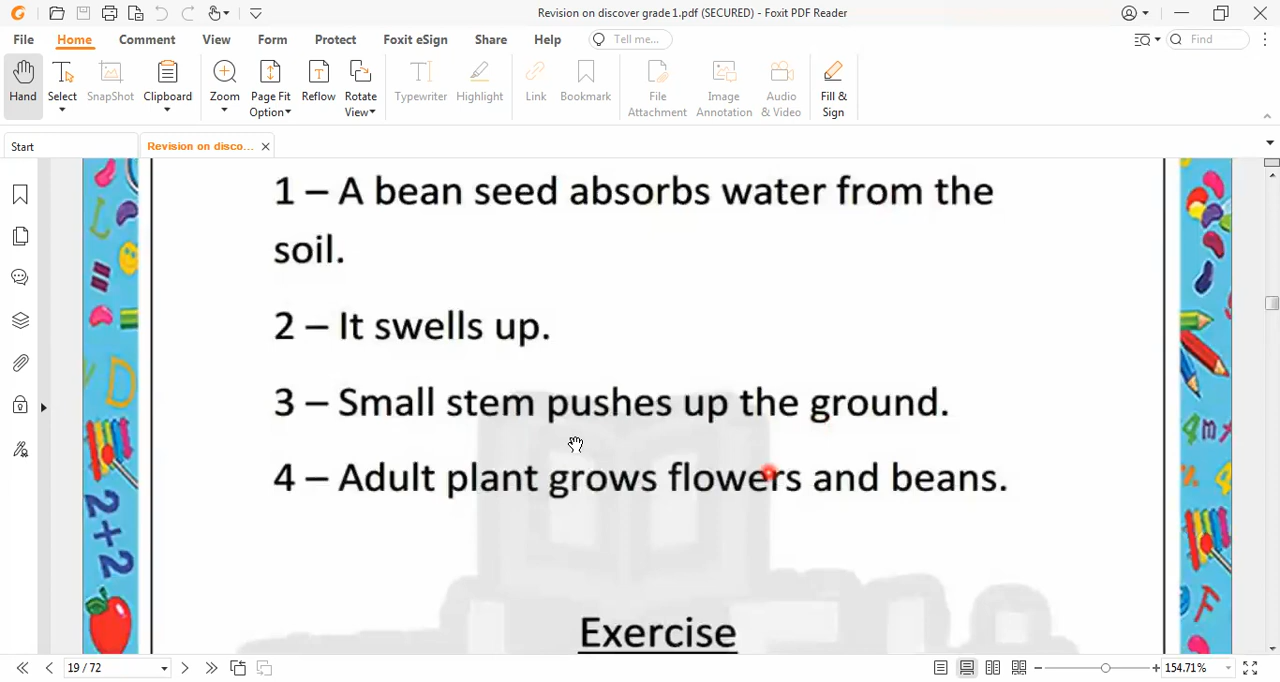 Revision on discover grade 1.pdf (SECURED) - Foxit PDF Reader
File Home Comment View Form Protect Foxit eSign Share Help Tell me... Find
Hand Select SnapShot Clipboard Zoom Page Fit Option Reflow Rotate View Typewriter Highlight Link Bookmark File Attachment Image Annotation Audio & Video Fill & Sign
Start Revision on disco...
1 – A bean seed absorbs water from the
soil.
2 – It swells up.
3 – Small stem pushes up the ground.
4 – Adult plant grows flowers and beans.
Exercise
19 / 72 154.71%